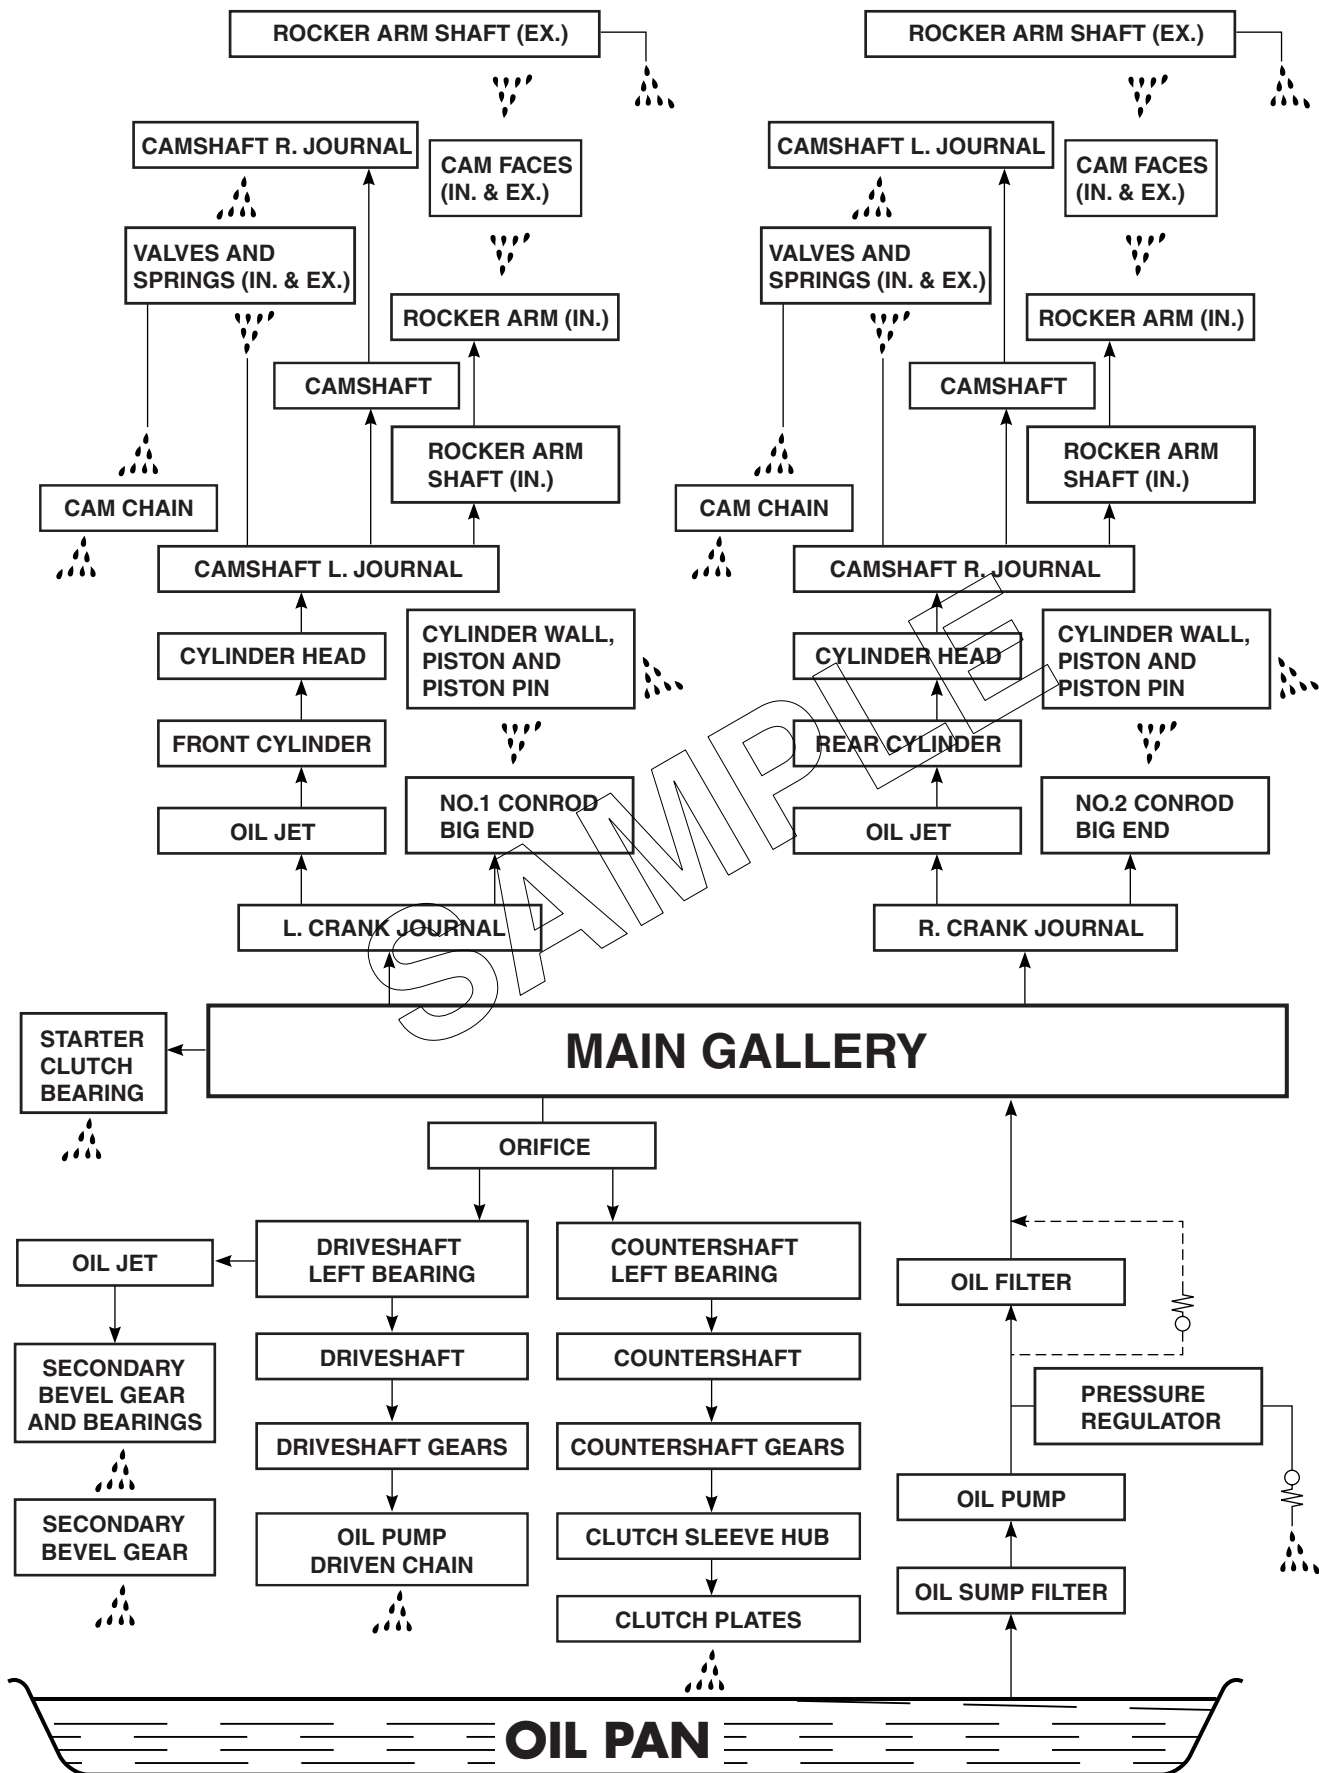 ROCKER ARM SHAFT (EX.)
ROCKER ARM SHAFT (EX.)
CAMSHAFT R. JOURNAL
CAM FACES
(IN. & EX.)
CAMSHAFT L. JOURNAL
CAM FACES
(IN. & EX.)
VALVES AND
SPRINGS (IN. & EX.)
VALVES AND
SPRINGS (IN. & EX.)
ROCKER ARM (IN.)
ROCKER ARM (IN.)
CAMSHAFT
CAMSHAFT
ROCKER ARM
SHAFT (IN.)
ROCKER ARM
SHAFT (IN.)
CAM CHAIN
CAM CHAIN
CAMSHAFT L. JOURNAL
CAMSHAFT R. JOURNAL
CYLINDER HEAD
CYLINDER WALL,
PISTON AND
PISTON PIN
CYLINDER HEAD
CYLINDER WALL,
PISTON AND
PISTON PIN
FRONT CYLINDER
REAR CYLINDER
OIL JET
NO.1 CONROD
BIG END
OIL JET
NO.2 CONROD
BIG END
L. CRANK JOURNAL
R. CRANK JOURNAL
SAMPLE
STARTER
CLUTCH
BEARING
MAIN GALLERY
ORIFICE
OIL JET
DRIVESHAFT
LEFT BEARING
COUNTERSHAFT
LEFT BEARING
OIL FILTER
SECONDARY
BEVEL GEAR
AND BEARINGS
DRIVESHAFT
COUNTERSHAFT
PRESSURE
REGULATOR
DRIVESHAFT GEARS
COUNTERSHAFT GEARS
OIL PUMP
SECONDARY
BEVEL GEAR
OIL PUMP
DRIVEN CHAIN
CLUTCH SLEEVE HUB
OIL SUMP FILTER
CLUTCH PLATES
OIL PAN